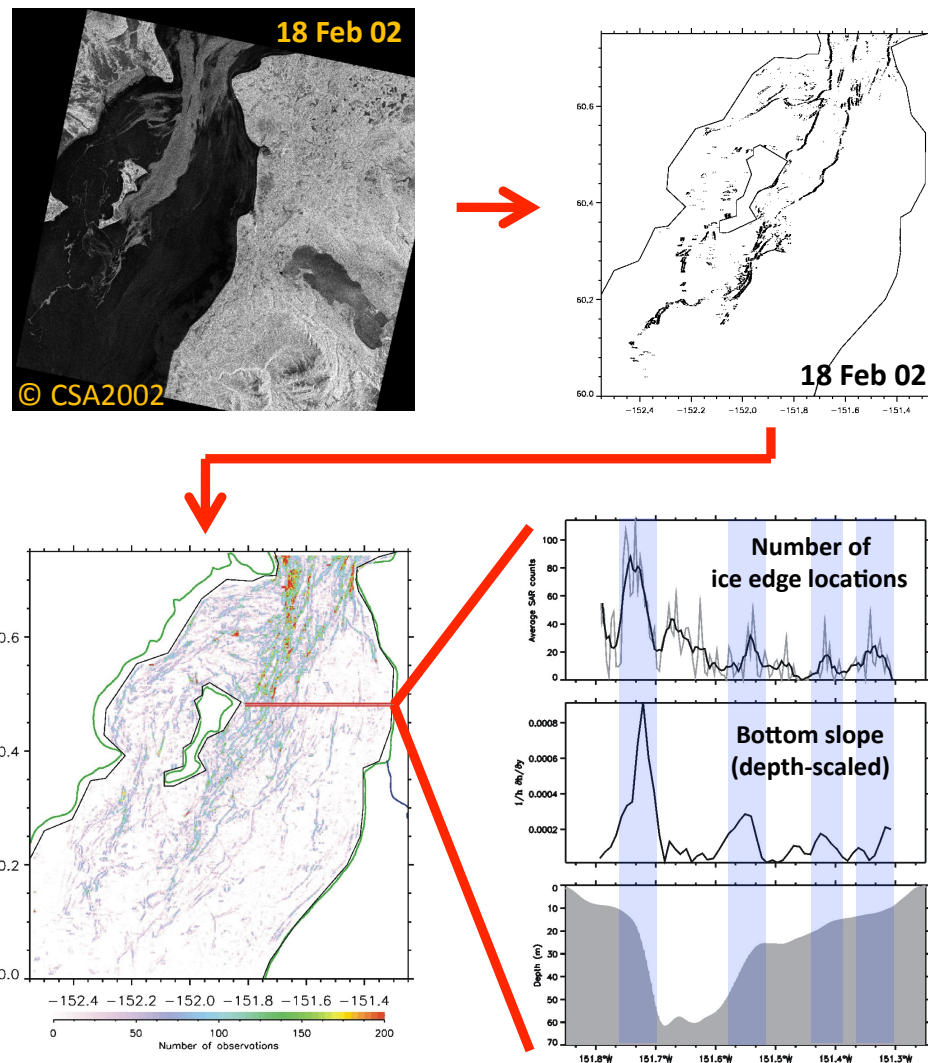 18 Feb 02
© CSA2002
60.6
60.4
60.2
60.0
−152.4 −152.2 −152.0 −151.8 −151.6 −151.4
18 Feb 02
0.6
0.4
0.2
0.0
−152.4 −152.2 −152.0 −151.8 −151.6 −151.4
0 50 100 150 200
Number of observations
Number of
ice edge locations
Average SAR counts
100
80
60
40
20
0
Bottom slope
(depth-scaled)
1/h ∂h/∂y
0.0008
0.0006
0.0004
0.0002
Depth (m)
0
10
20
30
40
50
60
70
151.8°W 151.7°W 151.6°W 151.5°W 151.4°W 151.3°W